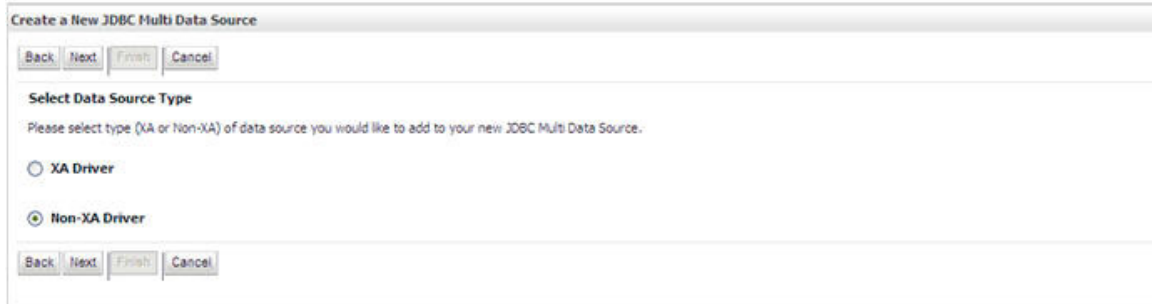 Create a New JDBC Multi Data Source
Back Next Finish Cancel
Select Data Source Type
Please select type (XA or Non-XA) of data source you would like to add to your new JDBC Multi Data Source.
XA Driver
Non-XA Driver
Back Next Finish Cancel